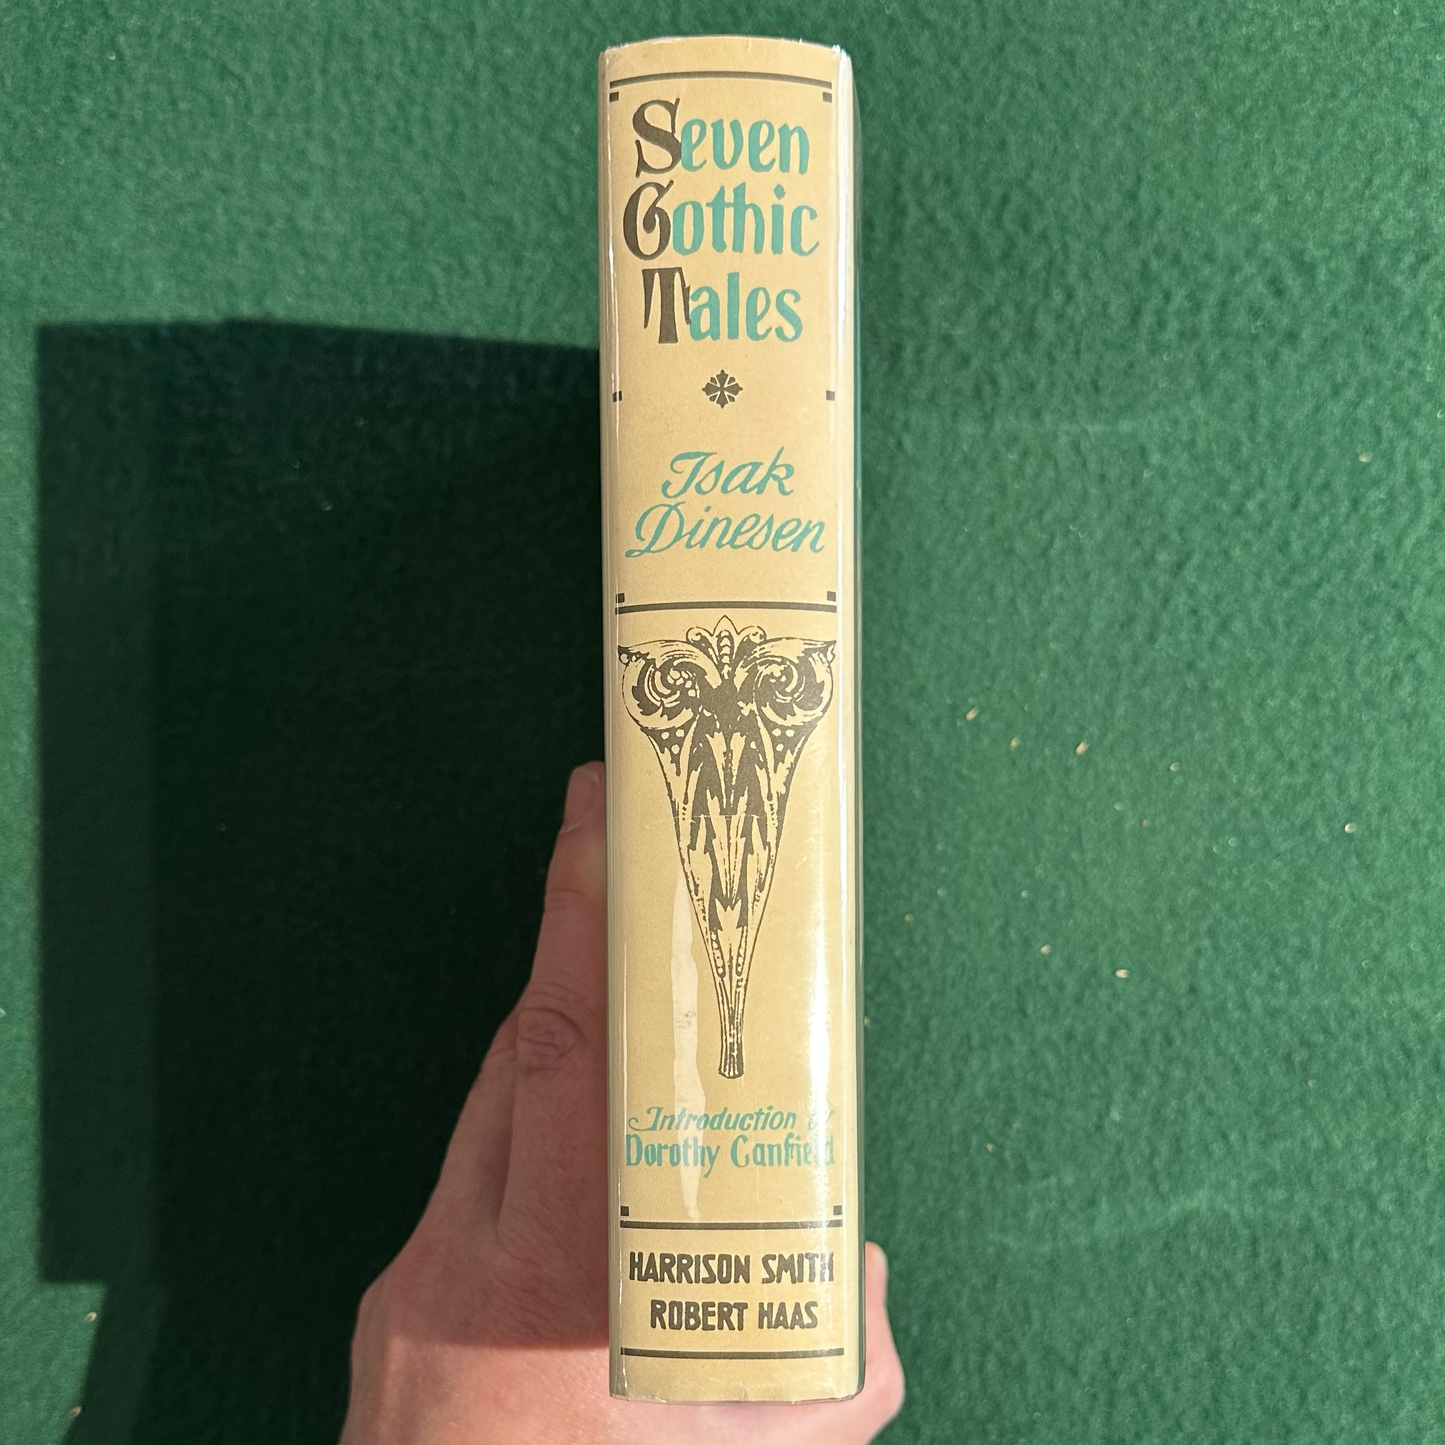 Seven
Gothic
Tales
Isak
Dinesen
Introduction by
Dorothy Canfield
HARRISON SMITH
ROBERT HAAS